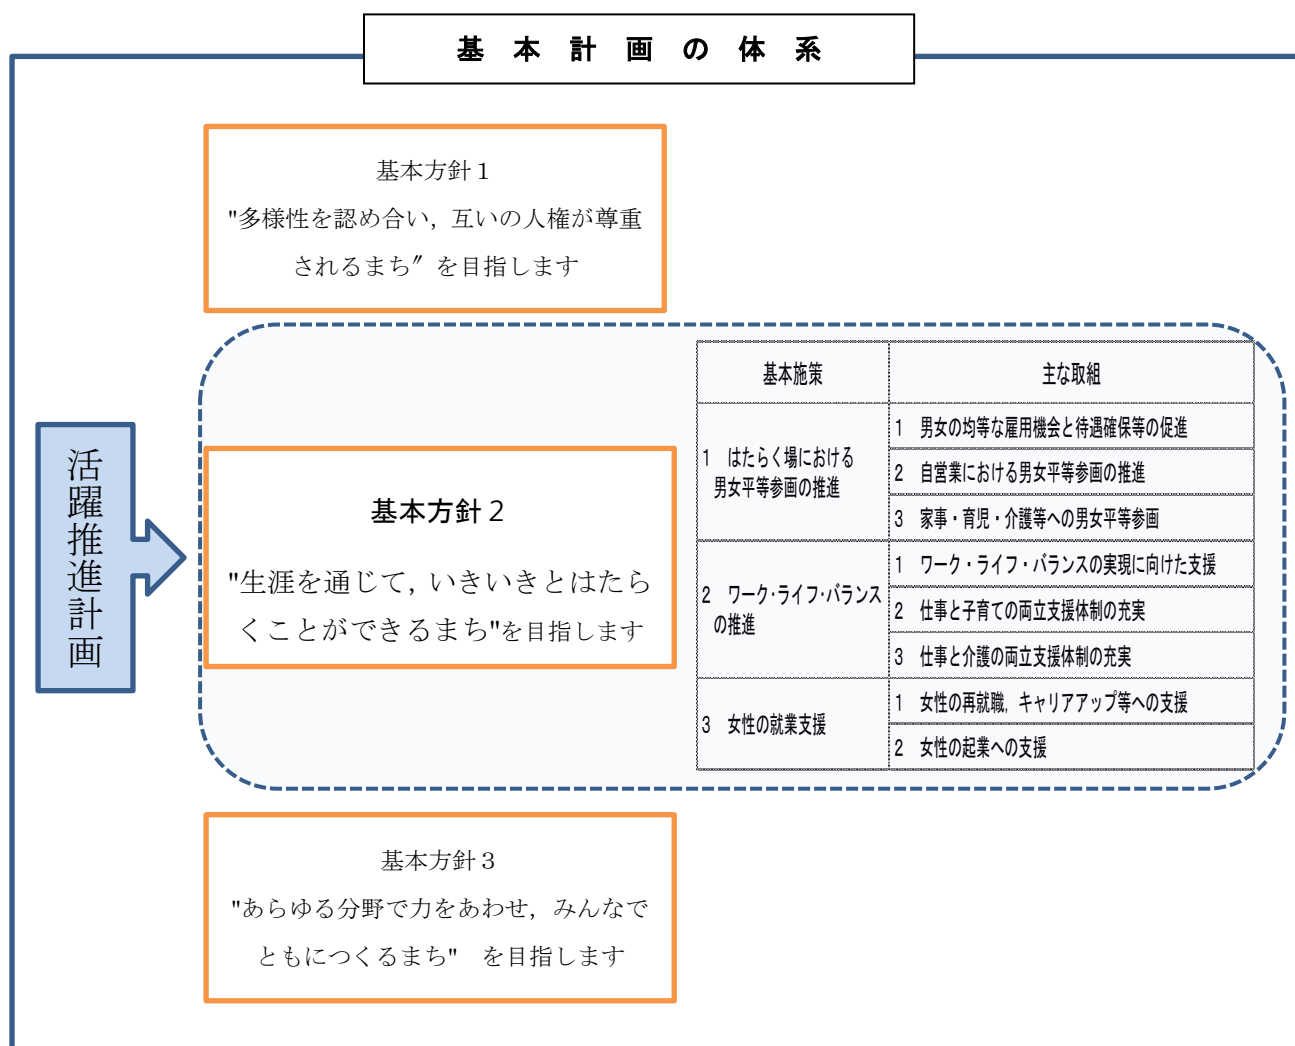 基本計画の体系
基本方針１
"多様性を認め合い，互いの人権が尊重
されるまち〃を目指します
活躍推進計画
基本方針２
"生涯を通じて，いきいきとはたら
くことができるまち"を目指します
基本施策
主な取組
1　はたらく場における
男女平等参画の推進
1　男女の均等な雇用機会と待遇確保等の促進
2　自営業における男女平等参画の推進
3　家事・育児・介護等への男女平等参画
2　ワーク・ライフ・バランス
の推進
1　ワーク・ライフ・バランスの実現に向けた支援
2　仕事と子育ての両立支援体制の充実
3　仕事と介護の両立支援体制の充実
3　女性の就業支援
1　女性の再就職，キャリアアップ等への支援
2　女性の起業への支援
基本方針３
"あらゆる分野で力をあわせ，みんなで
ともにつくるまち"　を目指します